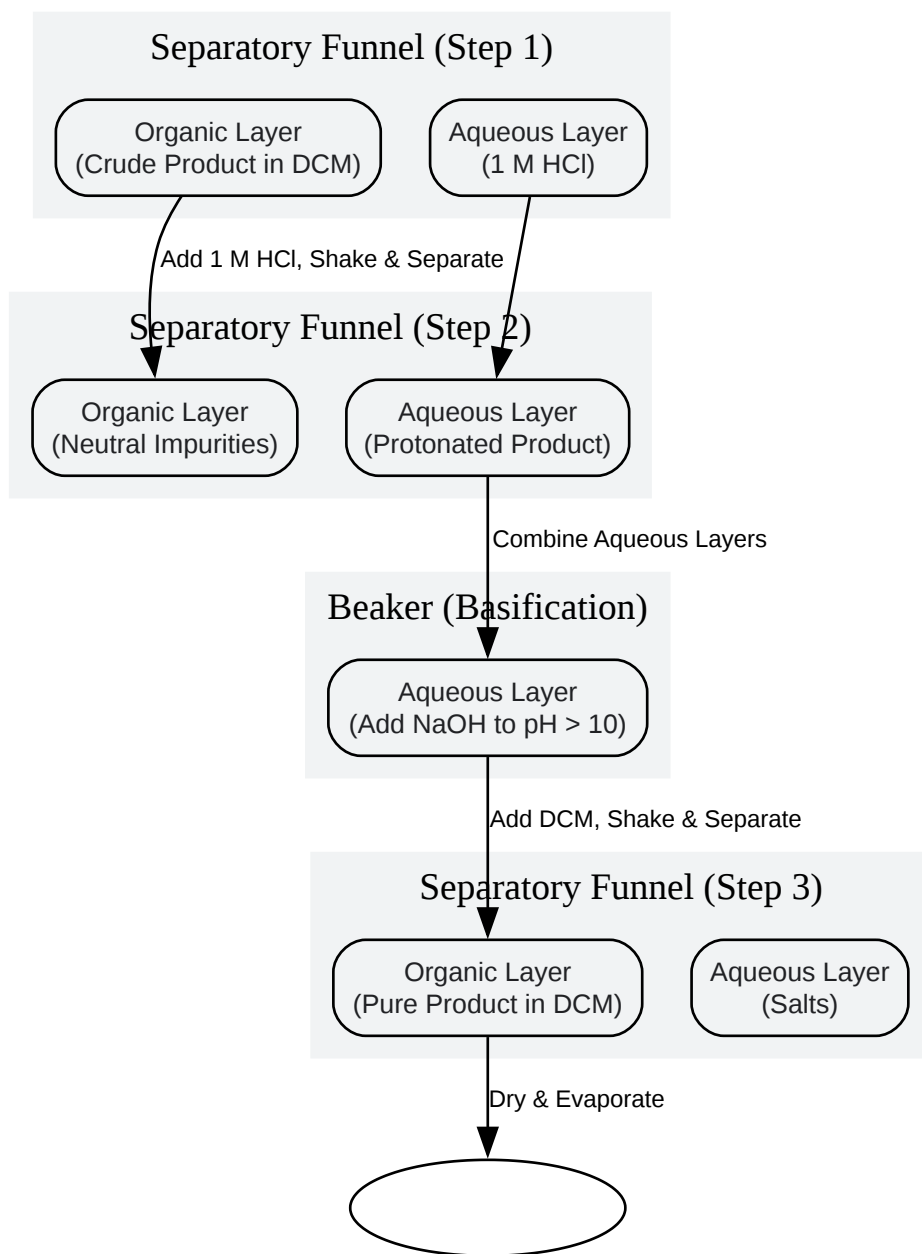 Separatory Funnel (Step 1)
Organic Layer
(Crude Product in DCM)
Aqueous Layer
(1 M HCl)
Add 1 M HCl, Shake & Separate
Separatory Funnel (Step 2)
Organic Layer
(Neutral Impurities)
Aqueous Layer
(Protonated Product)
Combine Aqueous Layers
Beaker (Basification)
Aqueous Layer
(Add NaOH to pH > 10)
Add DCM, Shake & Separate
Separatory Funnel (Step 3)
Organic Layer
(Pure Product in DCM)
Aqueous Layer
(Salts)
Dry & Evaporate